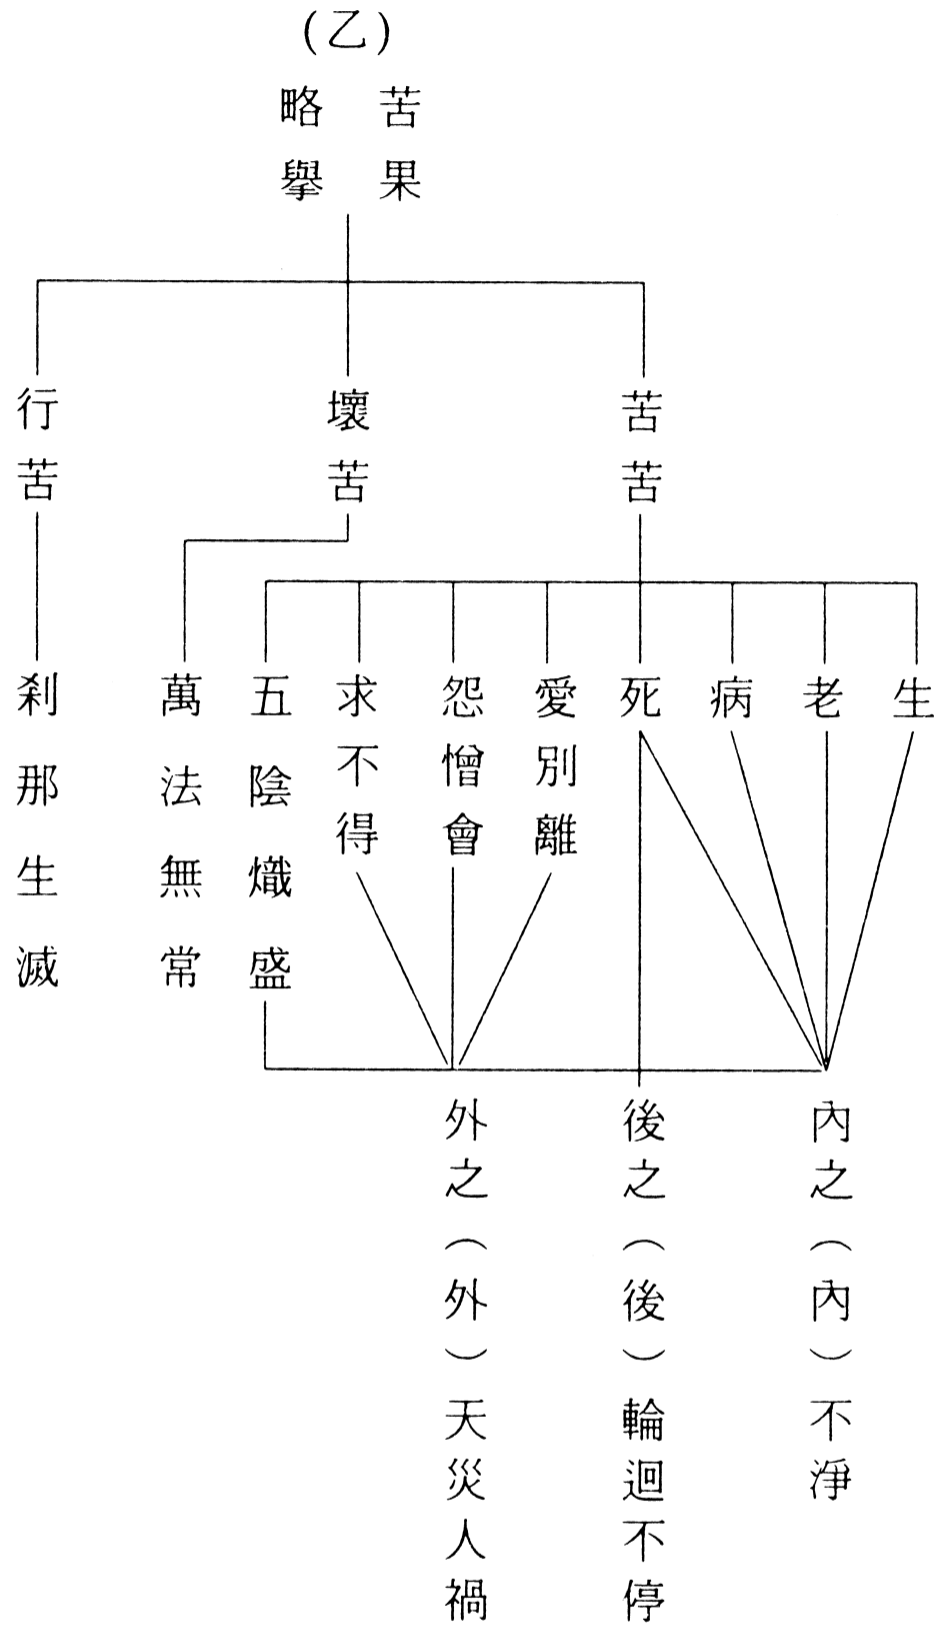 (乙)
苦果
略舉
苦苦
壞苦
行苦
生
老
病
死
愛別離
怨憎會
求不得
五陰熾盛
萬法無常
剎那生滅
內之（內）不淨
後之（後）輪迴不停
外之（外）天災人禍